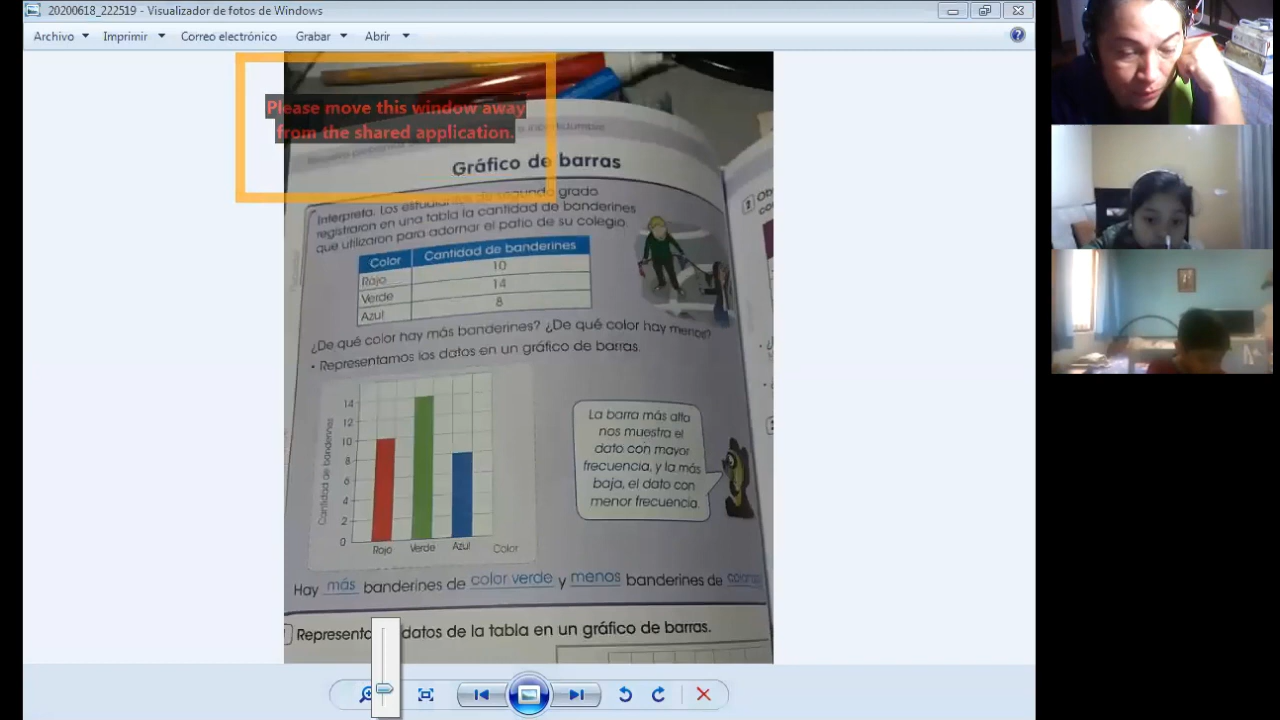 20200618_222519 - Visualizador de fotos de Windows
Archivo Imprimir Correo electrónico Grabar Abrir
Please move this window away
from the shared application.
Gráfico de barras
Interpreta. Los estudiantes de segundo grado
registraron en una tabla la cantidad de banderines
que utilizaron para adornar el patio de su colegio.
Color Cantidad de banderines
Rojo 10
Verde 14
Azul 8
¿De qué color hay más banderines? ¿De qué color hay menos?
• Representamos los datos en un gráfico de barras.
Cantidad de banderines
14
12
10
8
6
4
2
0
Rojo Verde Azul Color
La barra más alta
nos muestra el
dato con mayor
frecuencia, y la más
baja, el dato con
menor frecuencia.
Hay más banderines de color verde y menos banderines de
datos de la tabla en un gráfico de barras.